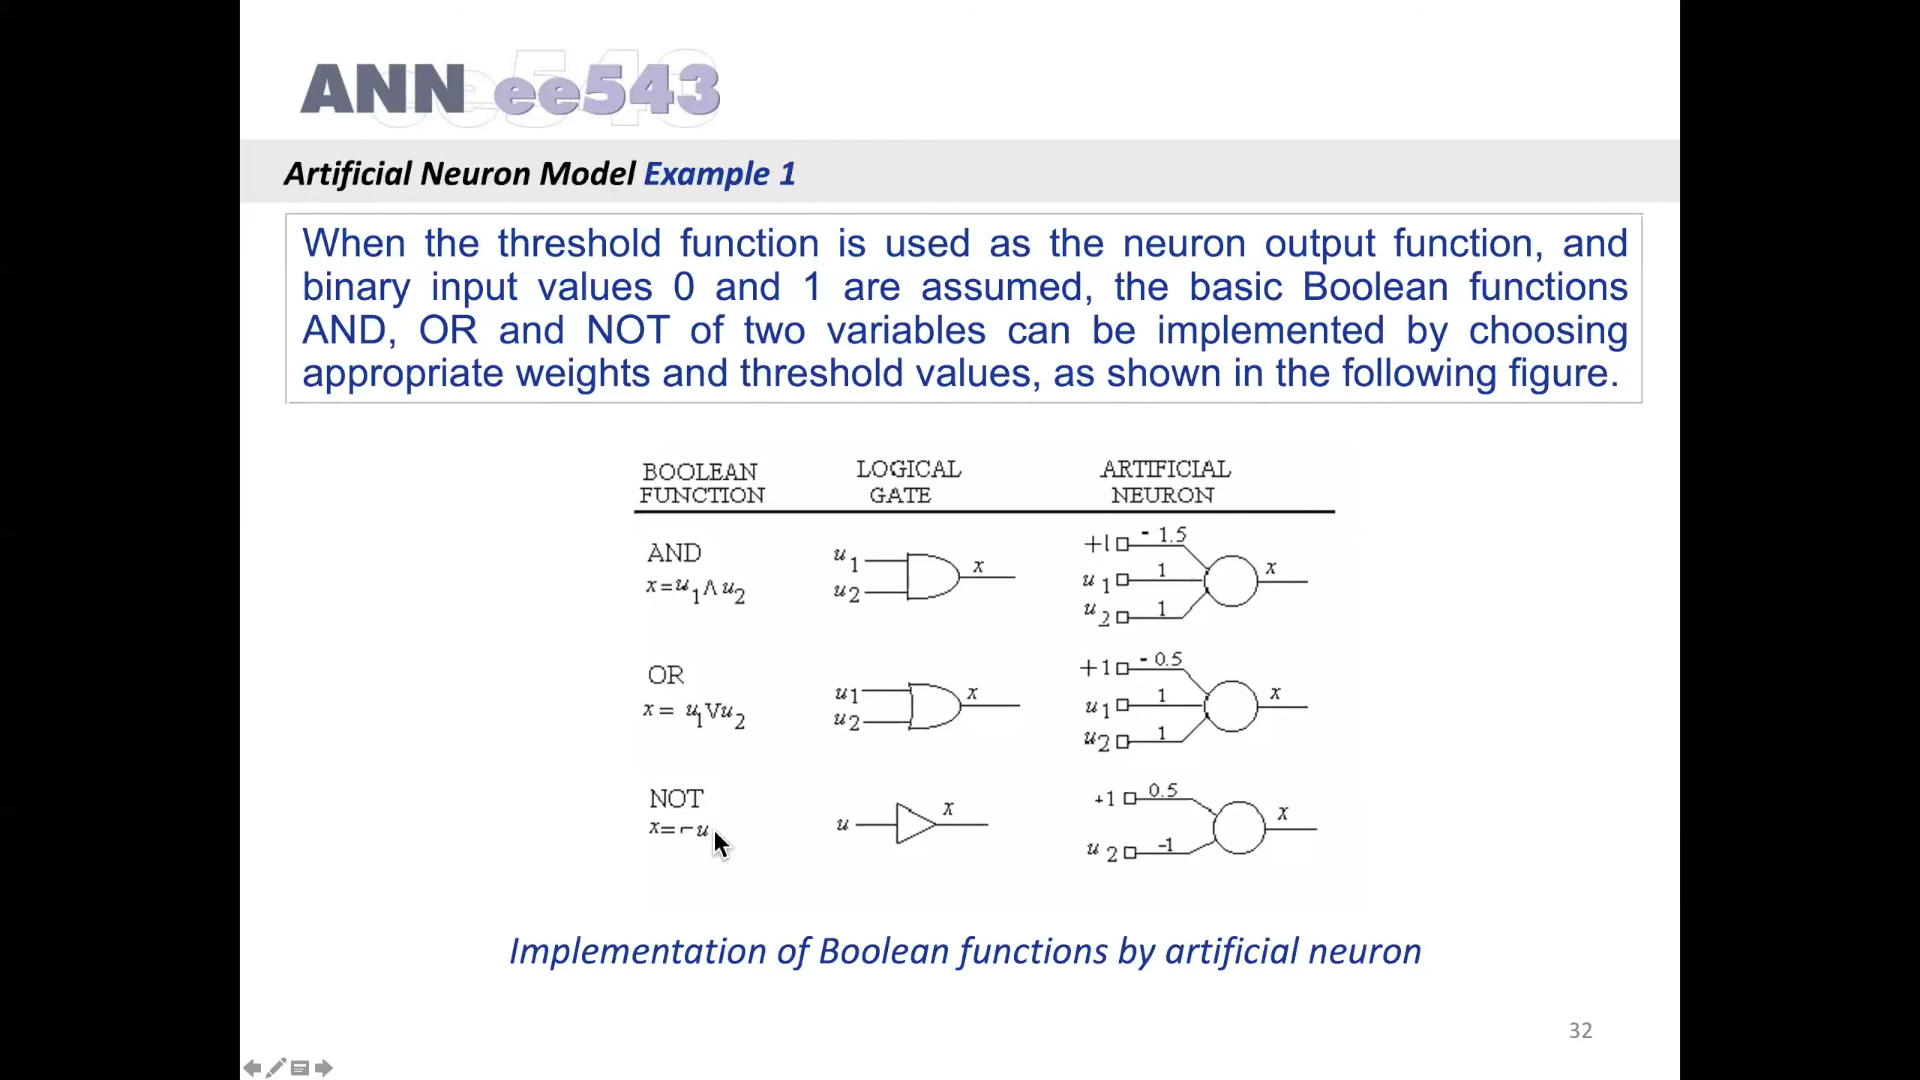 ANN ee543
Artificial Neuron Model Example 1
When the threshold function is used as the neuron output function, and
binary input values 0 and 1 are assumed, the basic Boolean functions
AND, OR and NOT of two variables can be implemented by choosing
appropriate weights and threshold values, as shown in the following figure.
BOOLEAN FUNCTION LOGICAL GATE ARTIFICIAL NEURON
AND
x=u1Λu2
u1
u2
x
+1 -1.5
u1 1
u2 1
x
OR
x= u1Vu2
u1
u2
x
+1 -0.5
u1 1
u2 1
x
NOT
x=⌐u
u
x
+1 0.5
u2 -1
x
Implementation of Boolean functions by artificial neuron
32